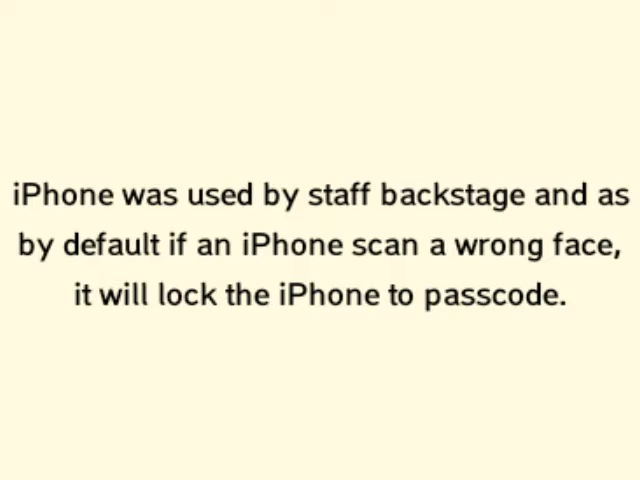 iPhone was used by staff backstage and as
by default if an iPhone scan a wrong face,
it will lock the iPhone to passcode.